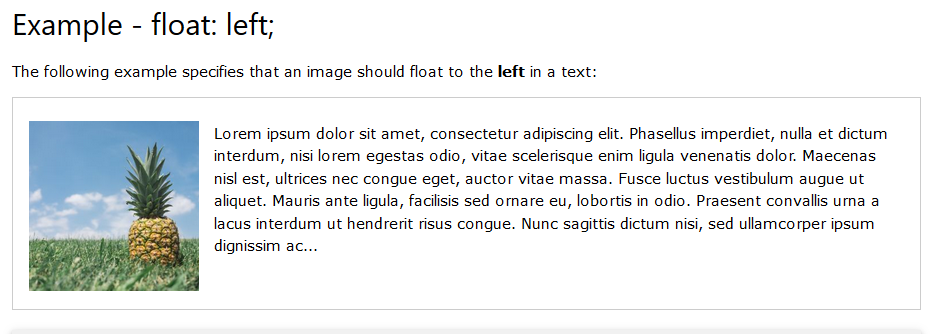 Example - float: left;
The following example specifies that an image should float to the left in a text:
Lorem ipsum dolor sit amet, consectetur adipiscing elit. Phasellus imperdiet, nulla et dictum
interdum, nisi lorem egestas odio, vitae scelerisque enim ligula venenatis dolor. Maecenas
nisl est, ultrices nec congue eget, auctor vitae massa. Fusce luctus vestibulum augue ut
aliquet. Mauris ante ligula, facilisis sed ornare eu, lobortis in odio. Praesent convallis urna a
lacus interdum ut hendrerit risus congue. Nunc sagittis dictum nisi, sed ullamcorper ipsum
dignissim ac...